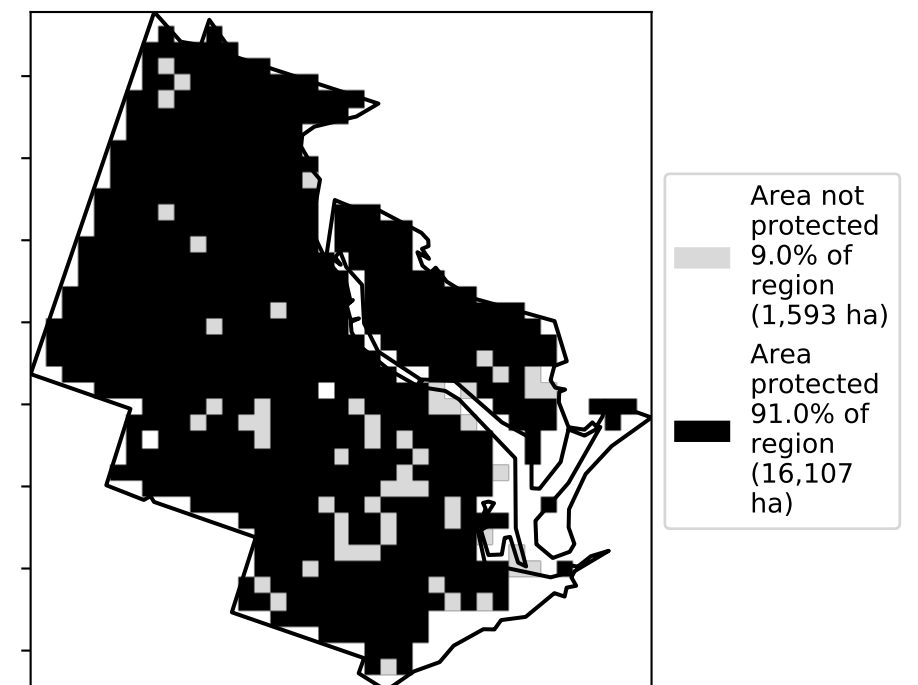 Area not
protected
9.0% of
region
(1,593 ha)
Area
protected
91.0% of
region
(16,107
ha)